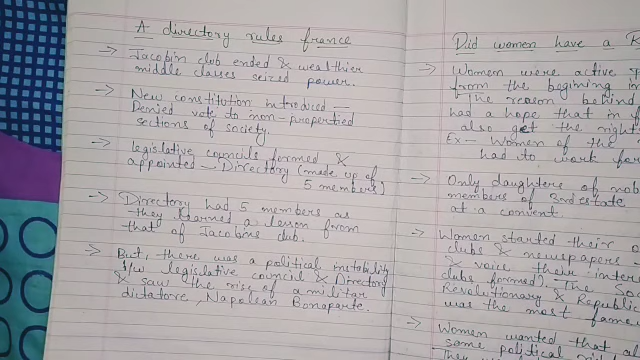 A directory rules france
→ Jacobin club ended & wealthier
middle classes seized power.
→ New constitution introduced —
Denied vote to non-propertied
sections of society.
→ legislative councils formed &
appointed — Directory (made up of
5 members)
→ Directory had 5 members as
they learned a lesson from
that of Jacobins club.
→ But, there was a political instability
b/w legislative council & Directory
& saw the rise of a militar
dictatore, Napolean Bonaparte.
Did women have a R
→ Women were active
from the begining in
The reason behind
had a hope that in f
also get the right
Ex — Women of the
had to work for
→ Only daughters of nob
members of 3rd estate
at a convent.
→ Women started their o
clubs & newspapers
& voice their inter
clubs formed). The So
Revolutionary & Republic
was the most famou
→ Women wanted that
some political
They